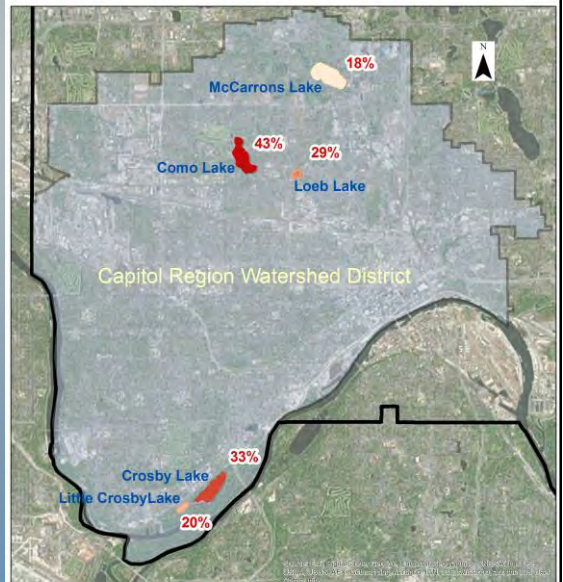 N
18%
McCarrons Lake
43%
29%
Como Lake
Loeb Lake
Capitol Region Watershed District
33%
Crosby Lake
Little CrosbyLake
20%